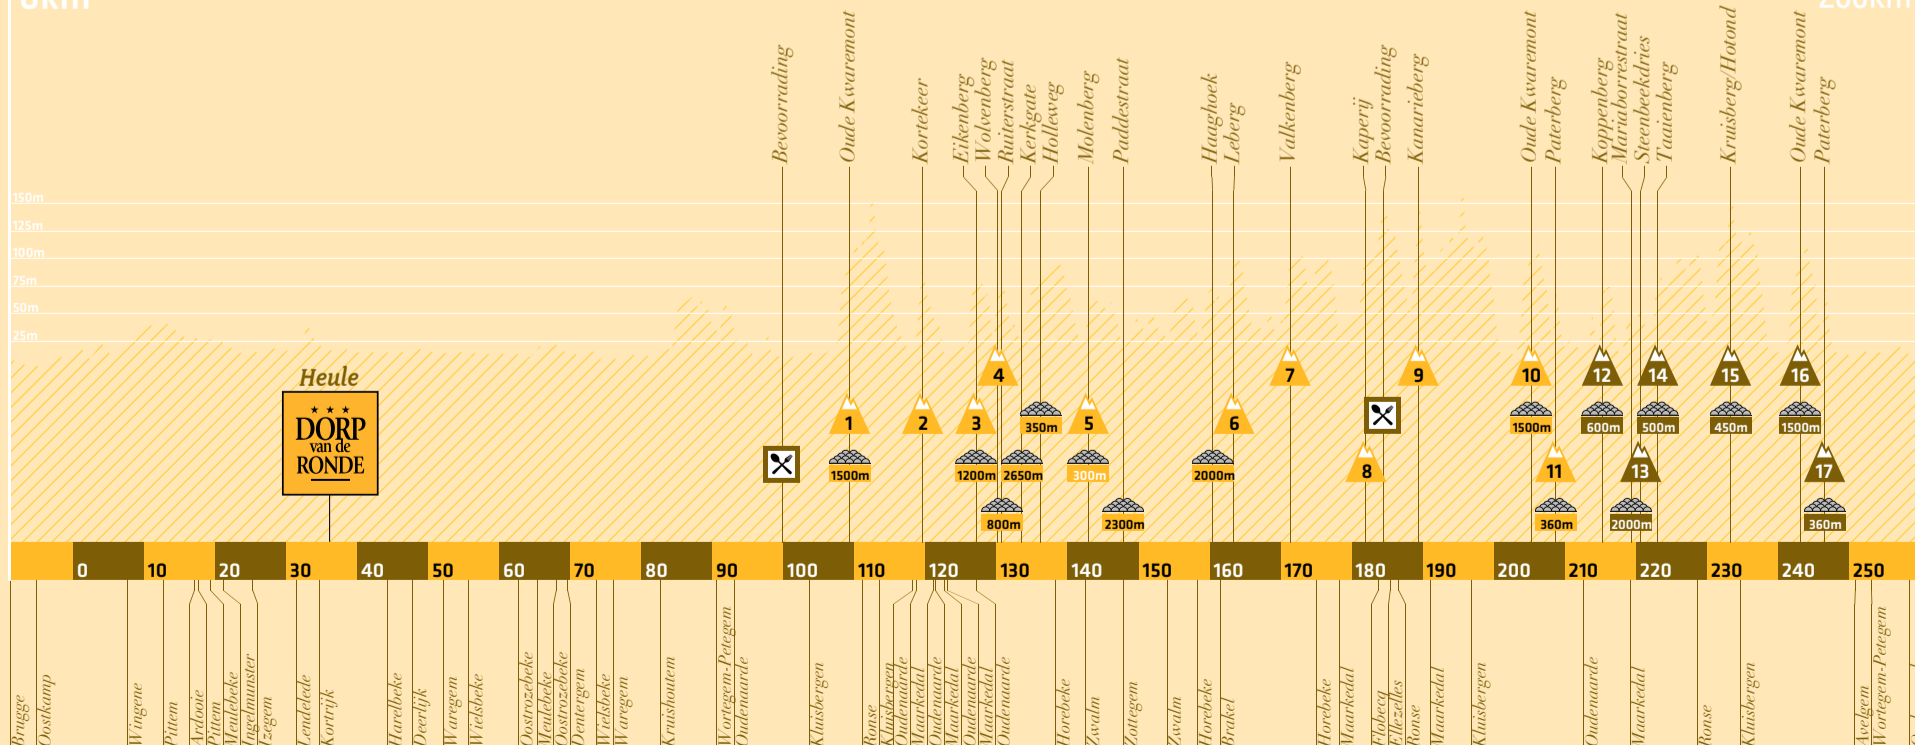 Bevoorrading
Oude Kwaremont
Kortekeer
Eikenberg
Wolvenberg
Ruiterstraat
Kerkgate
Holleweg
Molenberg
Paddestraat
Haaghoek
Leberg
Valkenberg
Kaperij
Bevoorrading
Kanarieberg
Oude Kwaremont
Paterberg
Koppenberg
Mariaborrestraat
Steenbeekdries
Taaienberg
Kruisberg/Hotond
Oude Kwaremont
Paterberg
150m
125m
100m
75m
50m
25m
Heule
DORP
van de
RONDE
4
7
9
10
12
14
15
16
1
2
3
350m
5
6
1500m
600m
500m
450m
1500m
1500m
1200m
2650m
300m
2000m
8
11
13
17
800m
2300m
360m
2000m
360m
0 10 20 30 40 50 60 70 80 90 100 110 120 130 140 150 160 170 180 190 200 210 220 230 240 250
Brugge
Oostkamp
Wingene
Pittem
Ardooie
Pittem
Meulebeke
Ingelmunster
Izegem
Lendelede
Kortrijk
Harelbeke
Deerlijk
Waregem
Wielsbeke
Oostrozebeke
Meulebeke
Oostrozebeke
Dentergem
Wielsbeke
Waregem
Kruishoutem
Wortegem-Petegem
Oudenaarde
Kluisbergen
Ronse
Kluisbergen
Oudenaarde
Maarkedal
Oudenaarde
Maarkedal
Oudenaarde
Maarkedal
Oudenaarde
Horebeke
Zwalm
Zottegem
Zwalm
Horebeke
Brakel
Horebeke
Maarkedal
Flobecq
Ellezelles
Ronse
Maarkedal
Kluisbergen
Oudenaarde
Maarkedal
Ronse
Kluisbergen
Avelgem
Wortegem-Petegem